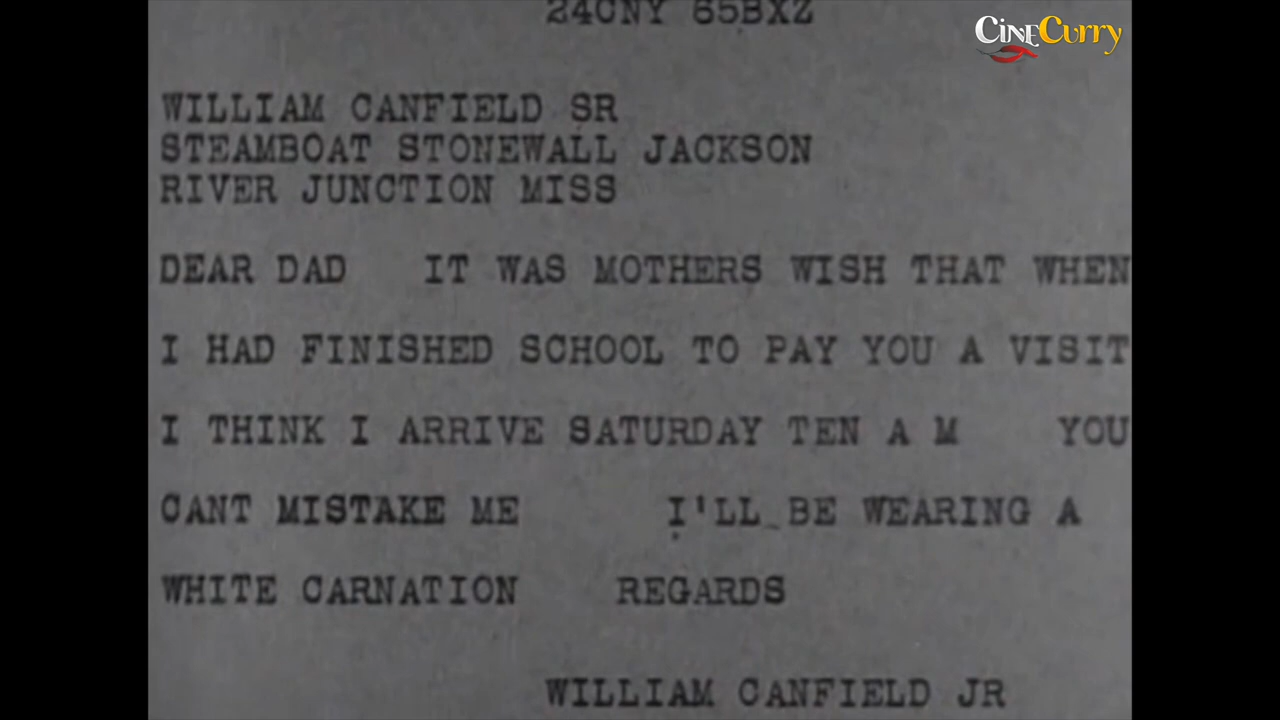 24CNY 65BXZ
CINECURRY
WILLIAM CANFIELD SR
STEAMBOAT STONEWALL JACKSON
RIVER JUNCTION MISS
DEAR DAD IT WAS MOTHERS WISH THAT WHEN
I HAD FINISHED SCHOOL TO PAY YOU A VISIT
I THINK I ARRIVE SATURDAY TEN A M YOU
CANT MISTAKE ME I'LL BE WEARING A
WHITE CARNATION REGARDS
WILLIAM CANFIELD JR